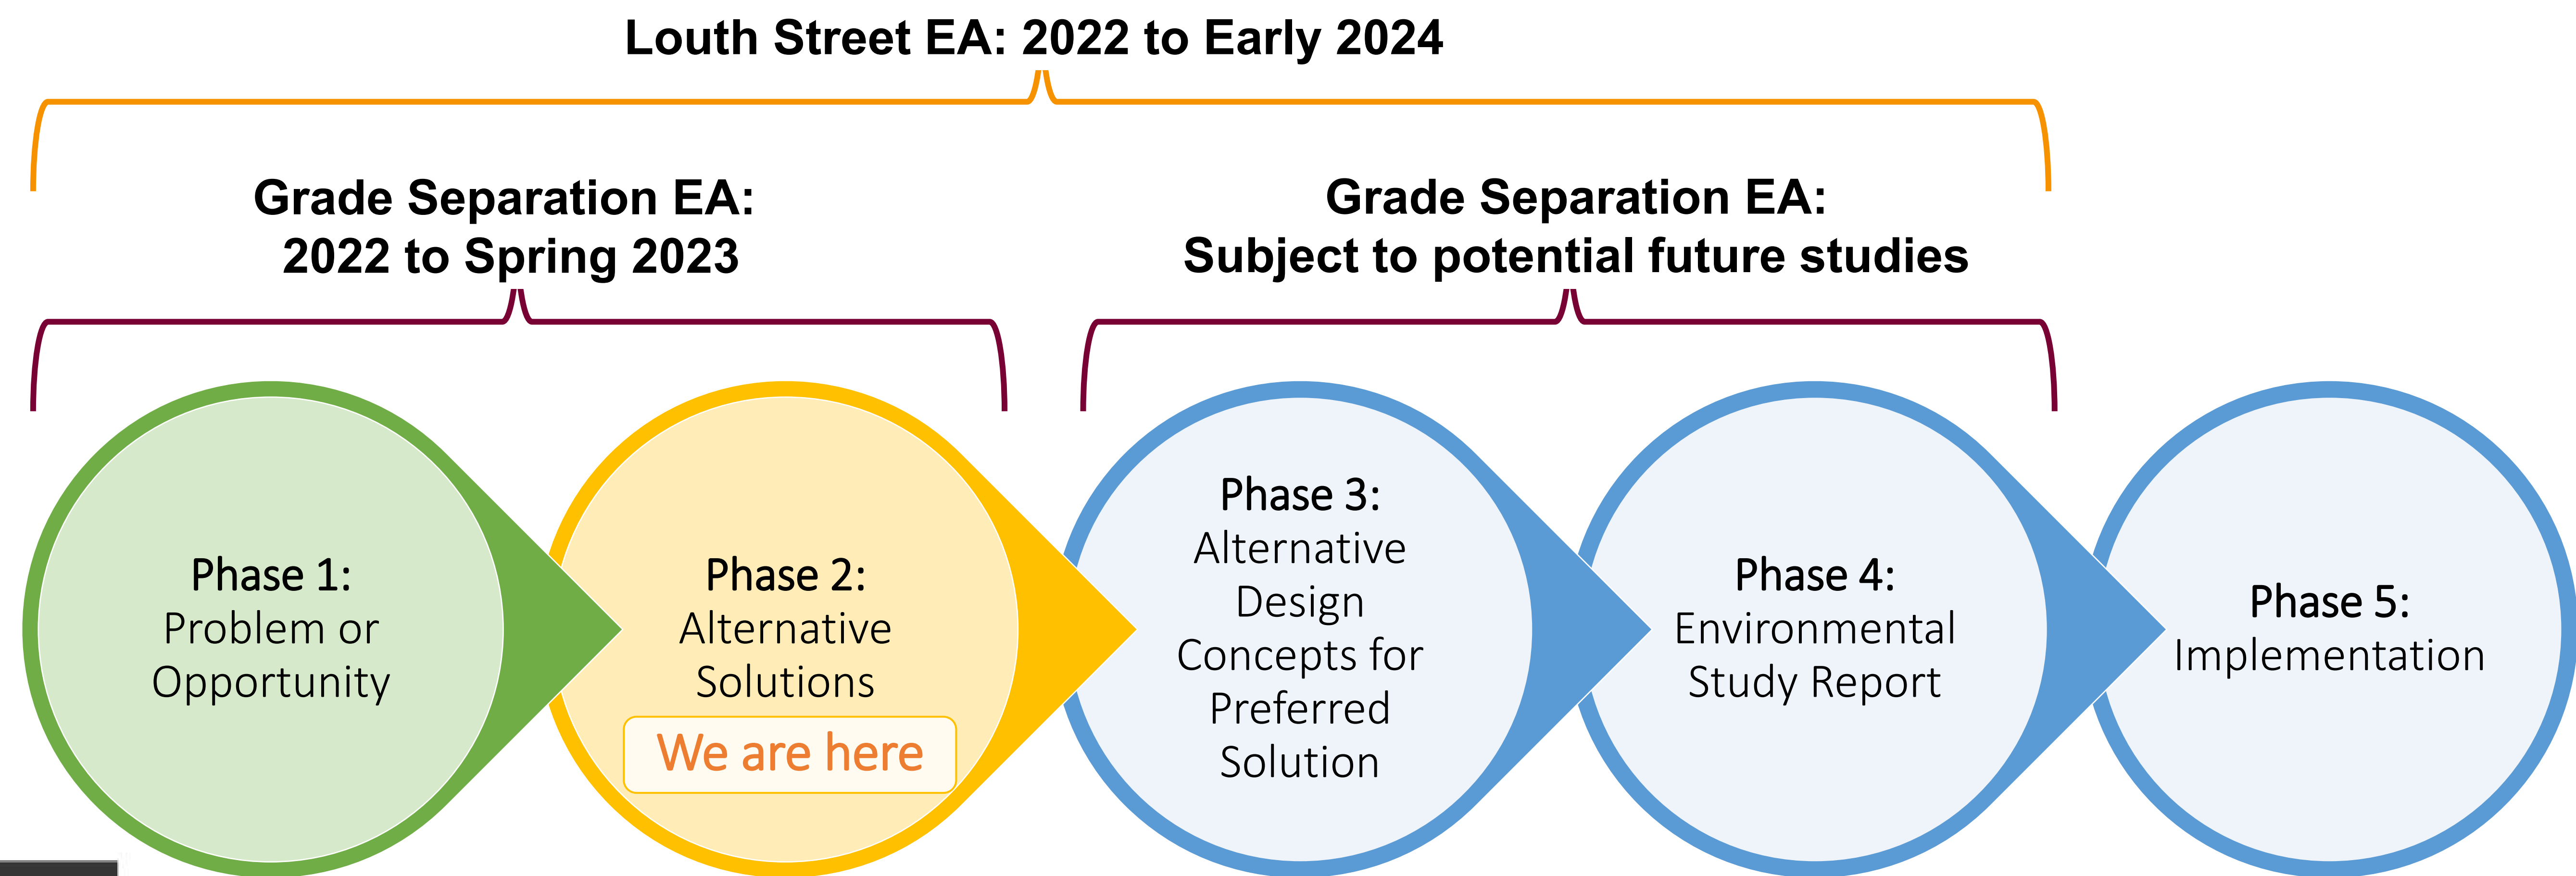 Louth Street EA: 2022 to Early 2024
Grade Separation EA:
2022 to Spring 2023
Grade Separation EA:
Subject to potential future studies
Phase 1:
Problem or
Opportunity
Phase 2:
Alternative
Solutions
We are here
Phase 3:
Alternative
Design
Concepts for
Preferred
Solution
Phase 4:
Environmental
Study Report
Phase 5:
Implementation